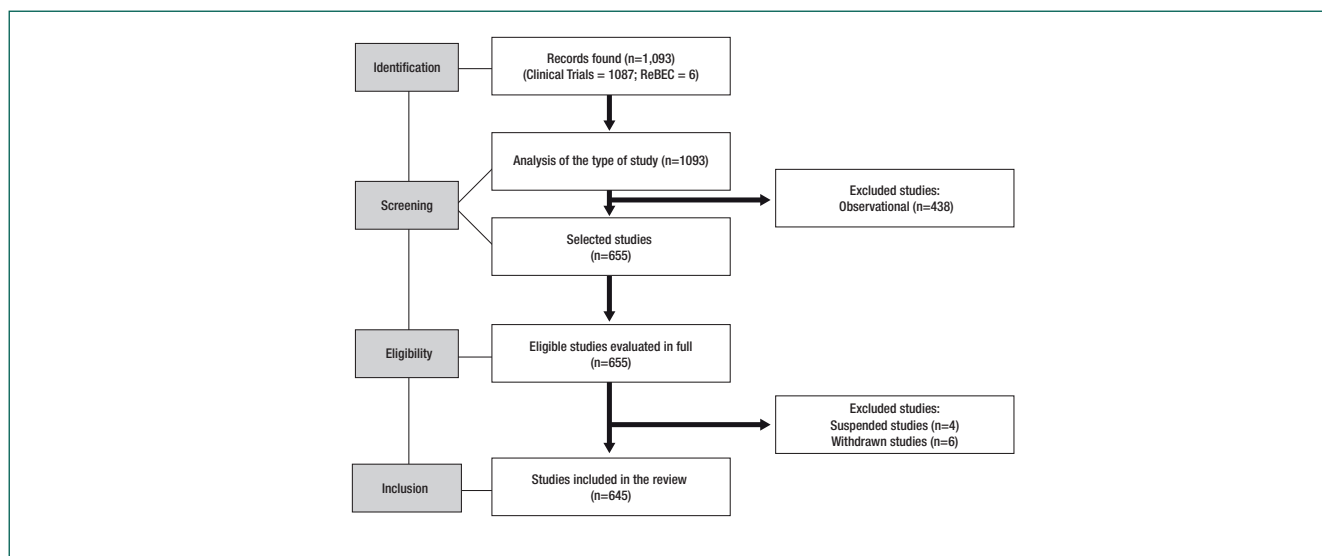 Identification
Records found (n=1,093)
(Clinical Trials = 1087; ReBEC = 6)
Analysis of the type of study (n=1093)
Screening
Excluded studies:
Observational (n=438)
Selected studies
(n=655)
Eligibility
Eligible studies evaluated in full
(n=655)
Excluded studies:
Suspended studies (n=4)
Withdrawn studies (n=6)
Inclusion
Studies included in the review
(n=645)